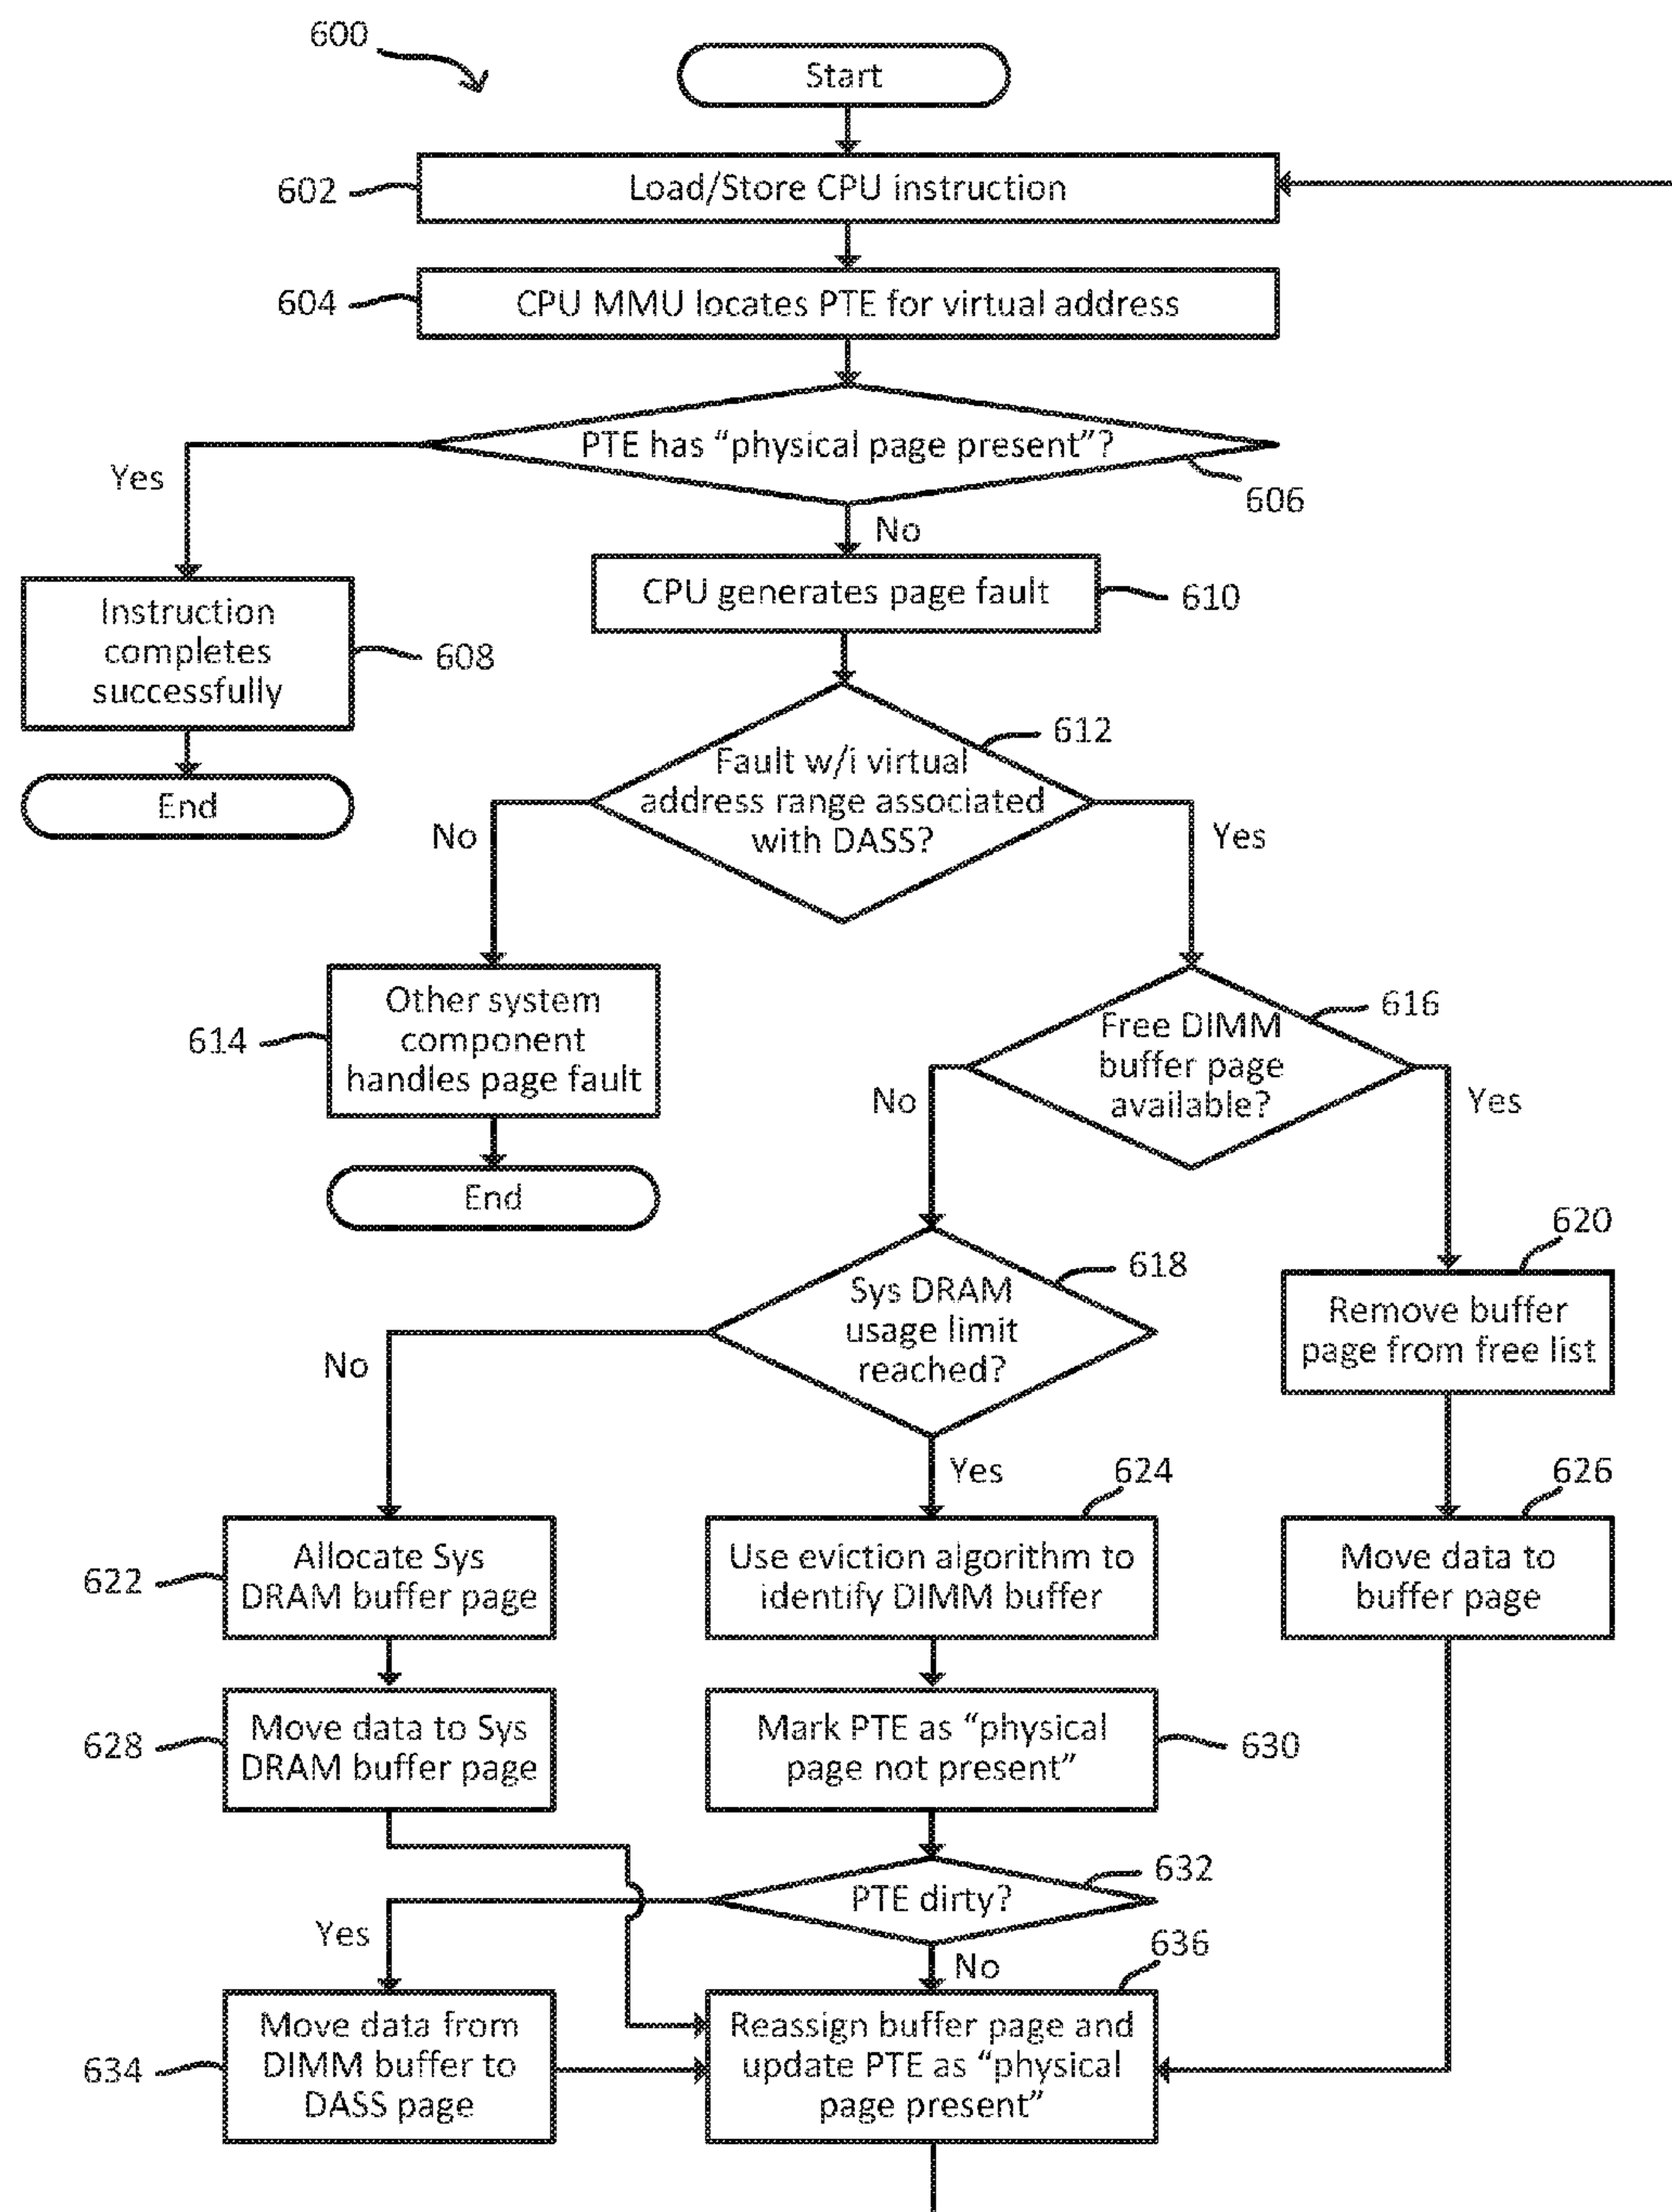 600
Start
602
Load/Store CPU instruction
604
CPU MMU locates PTE for virtual address
PTE has “physical page present”?
606
Yes
No
Instruction
completes
successfully
608
End
CPU generates page fault
610
612
Fault w/i virtual
address range associated
with DASS?
No
Yes
614
Other system
component
handles page fault
End
616
Free DIMM
buffer page
available?
No
Yes
618
Sys DRAM
usage limit
reached?
No
Yes
620
Remove buffer
page from free list
622
Allocate Sys
DRAM buffer page
624
Use eviction algorithm to
identify DIMM buffer
626
Move data to
buffer page
628
Move data to Sys
DRAM buffer page
Mark PTE as “physical
page not present”
630
632
PTE dirty?
Yes
No
634
Move data from
DIMM buffer to
DASS page
636
Reassign buffer page and
update PTE as “physical
page present”